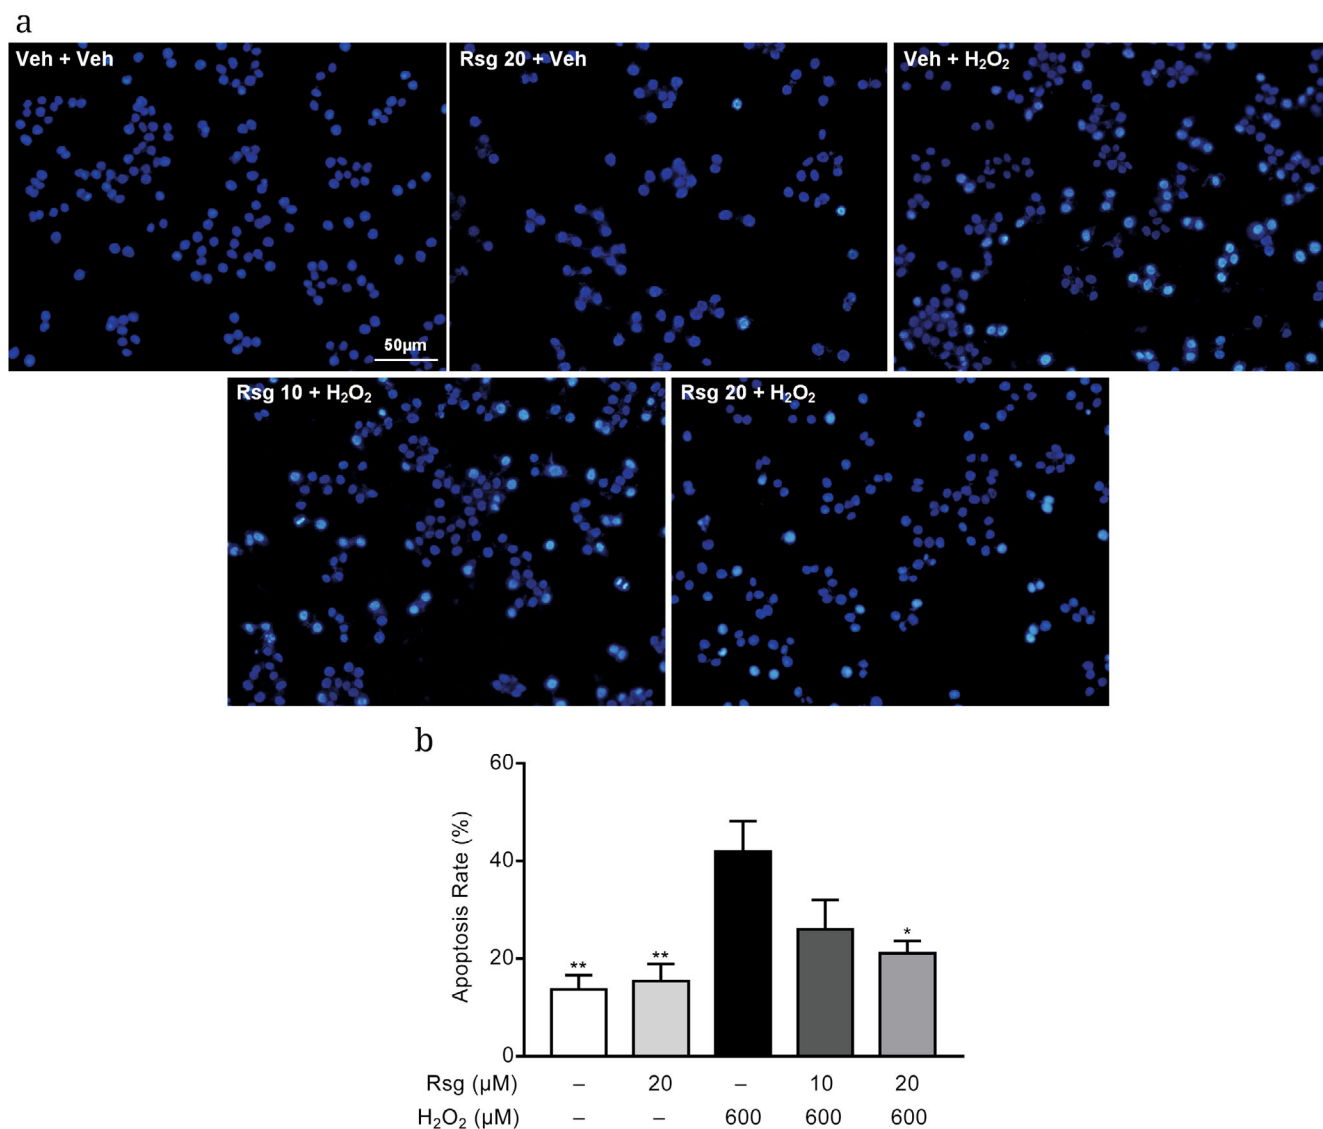 a
Veh + Veh
Rsg 20 + Veh
Veh + H₂O₂
50µm
Rsg 10 + H₂O₂
Rsg 20 + H₂O₂
b
Apoptosis Rate (%)
60
40
20
0
** ** *
Rsg (µM) – 20 – 10 20
H₂O₂ (µM) – – 600 600 600